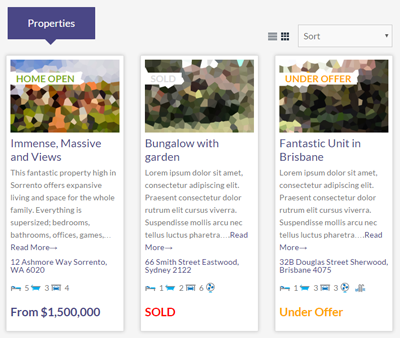 Properties
Sort
HOME OPEN
Immense, Massive
and Views
This fantastic property high in
Sorrento offers expansive
living and space for the whole
family. Everything is
supersized; bedrooms,
bathrooms, offices, games,…
Read More→
12 Ashmore Way Sorrento,
WA 6020
5 3 4
From $1,500,000
SOLD
Bungalow with
garden
Lorem ipsum dolor sit amet,
consectetur adipiscing elit.
Praesent consectetur dolor
rutrum elit cursus viverra.
Suspendisse mollis arcu nec
tellus luctus pharetra….Read
More→
66 Smith Street Eastwood,
Sydney 2122
1 2 6
SOLD
UNDER OFFER
Fantastic Unit in
Brisbane
Lorem ipsum dolor sit amet,
consectetur adipiscing elit.
Praesent consectetur dolor
rutrum elit cursus viverra.
Suspendisse mollis arcu nec
tellus luctus pharetra….Read
More→
32B Douglas Street Sherwood,
Brisbane 4075
1 3 3
Under Offer